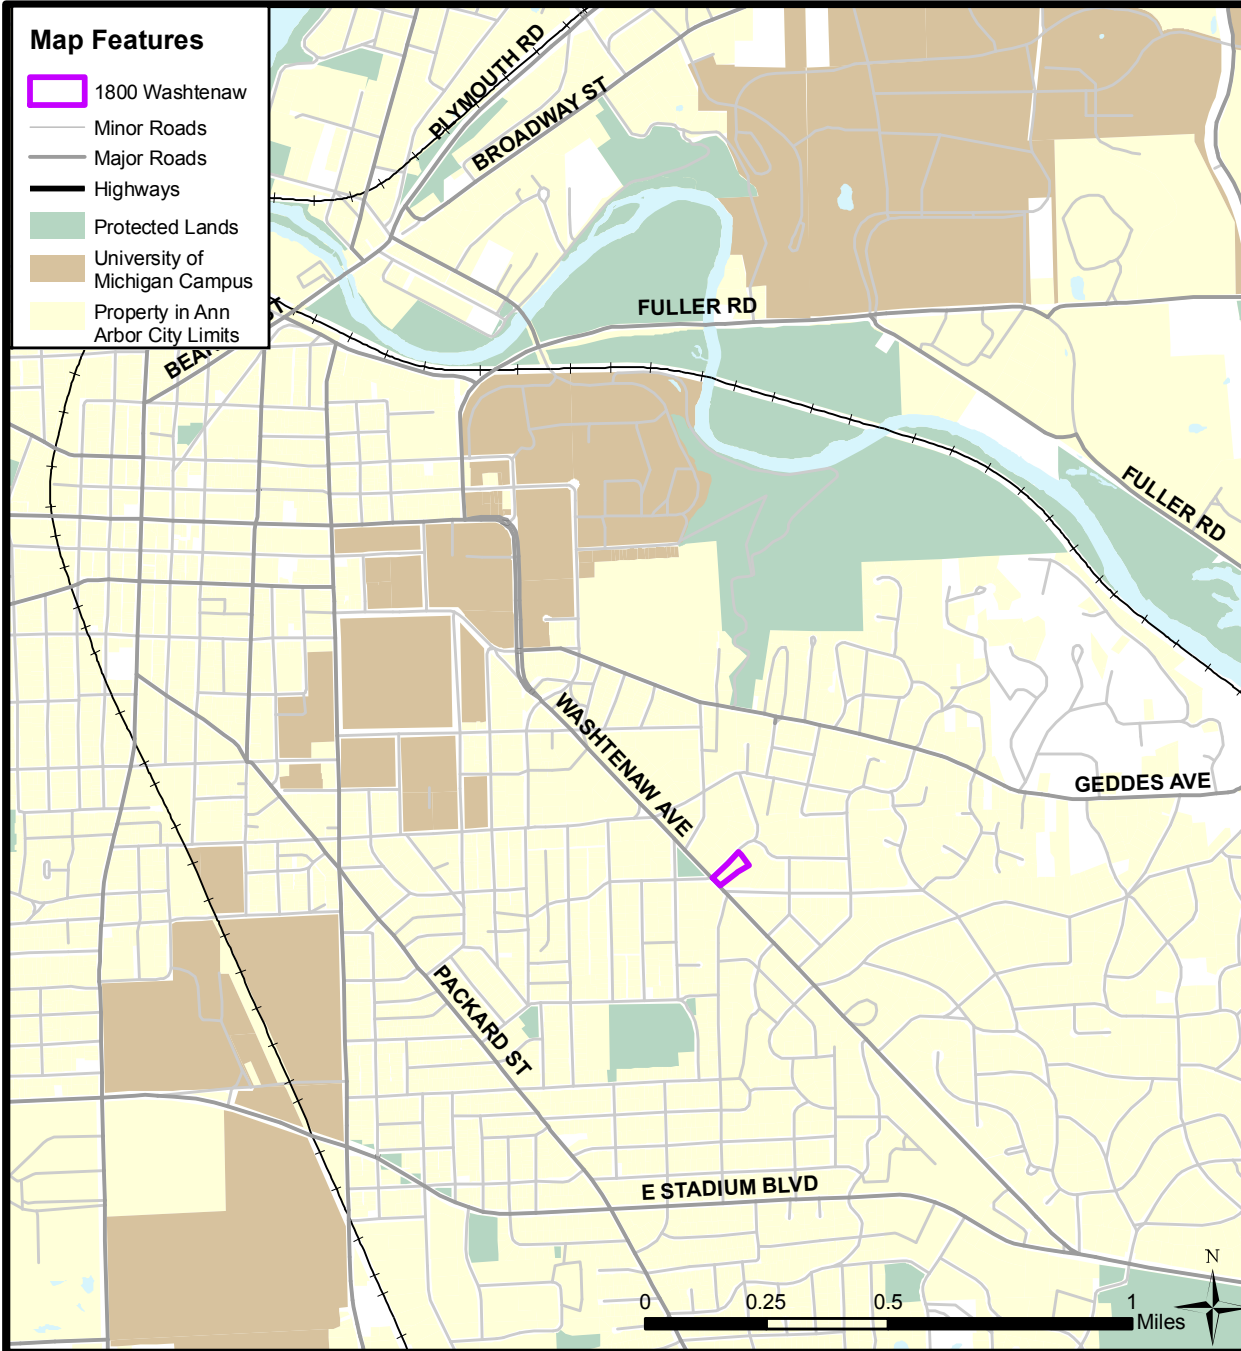 Map Features
1800 Washtenaw
Minor Roads
Major Roads
Highways
Protected Lands
University of
Michigan Campus
Property in Ann
Arbor City Limits
PLYMOUTH RD
BROADWAY ST
FULLER RD
FULLER RD
WASHTENAW AVE
GEDDES AVE
PACKARD ST
E STADIUM BLVD
N
0 0.25 0.5 1
Miles